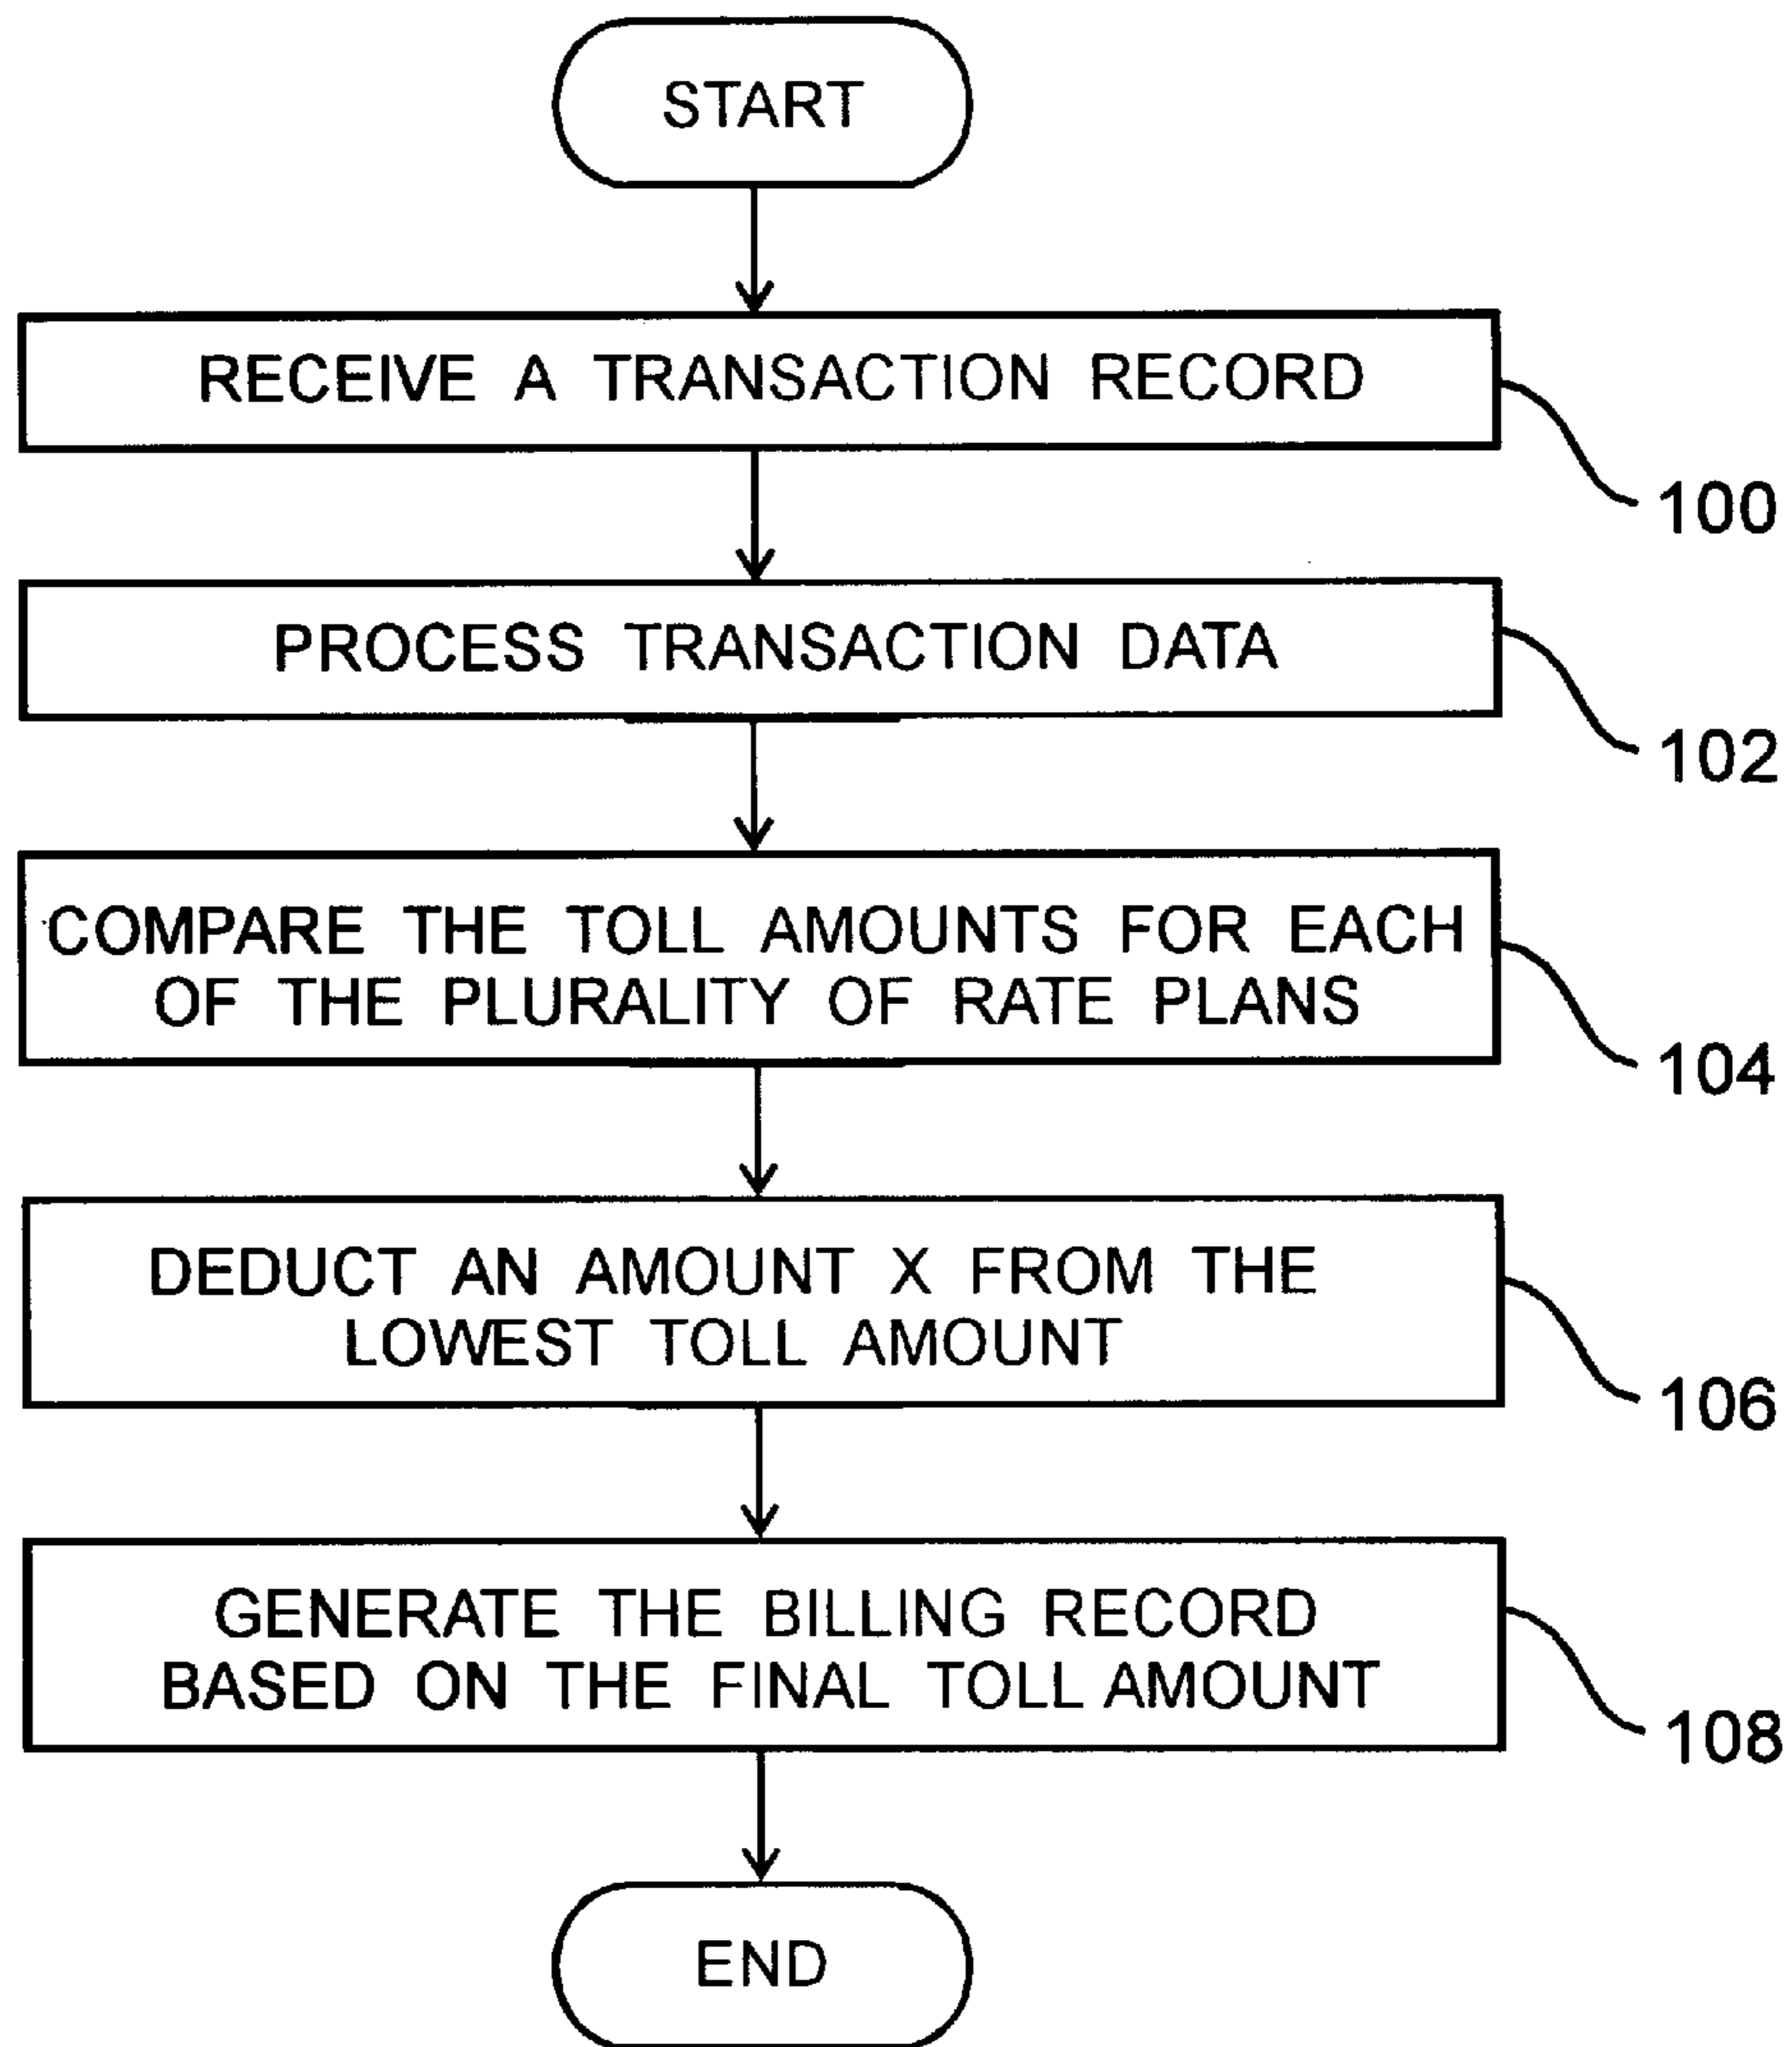 START
RECEIVE A TRANSACTION RECORD
100
PROCESS TRANSACTION DATA
102
COMPARE THE TOLL AMOUNTS FOR EACH
OF THE PLURALITY OF RATE PLANS
104
DEDUCT AN AMOUNT X FROM THE
LOWEST TOLL AMOUNT
106
GENERATE THE BILLING RECORD
BASED ON THE FINAL TOLL AMOUNT
108
END